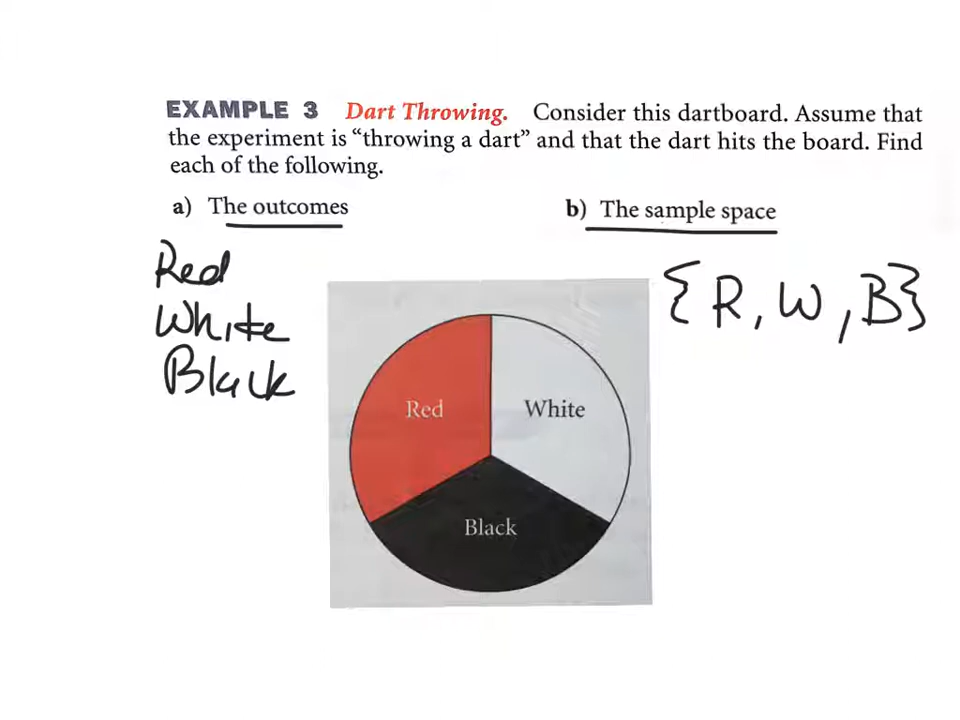 EXAMPLE 3 Dart Throwing. Consider this dartboard. Assume that
the experiment is “throwing a dart” and that the dart hits the board. Find
each of the following.
a) The outcomes
b) The sample space
Red
White
Black
{R, W, B}
Red
White
Black